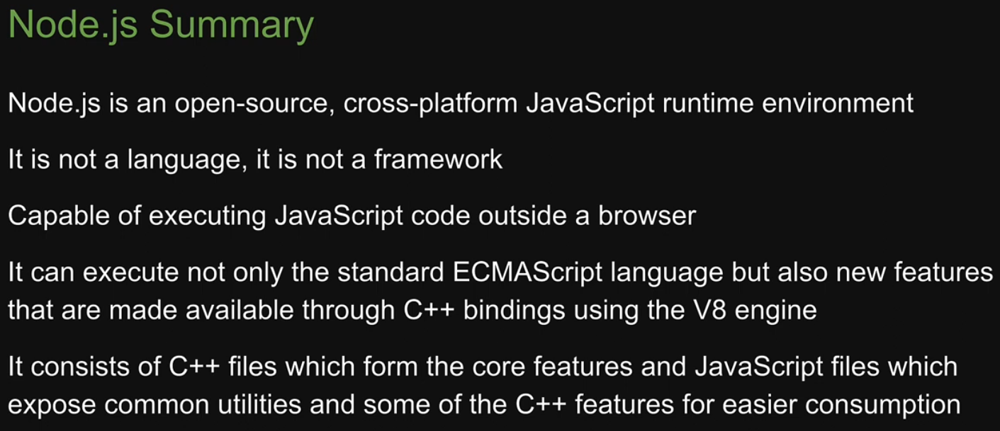 Node.js Summary
Node.js is an open-source, cross-platform JavaScript runtime environment
It is not a language, it is not a framework
Capable of executing JavaScript code outside a browser
It can execute not only the standard ECMAScript language but also new features
that are made available through C++ bindings using the V8 engine
It consists of C++ files which form the core features and JavaScript files which
expose common utilities and some of the C++ features for easier consumption